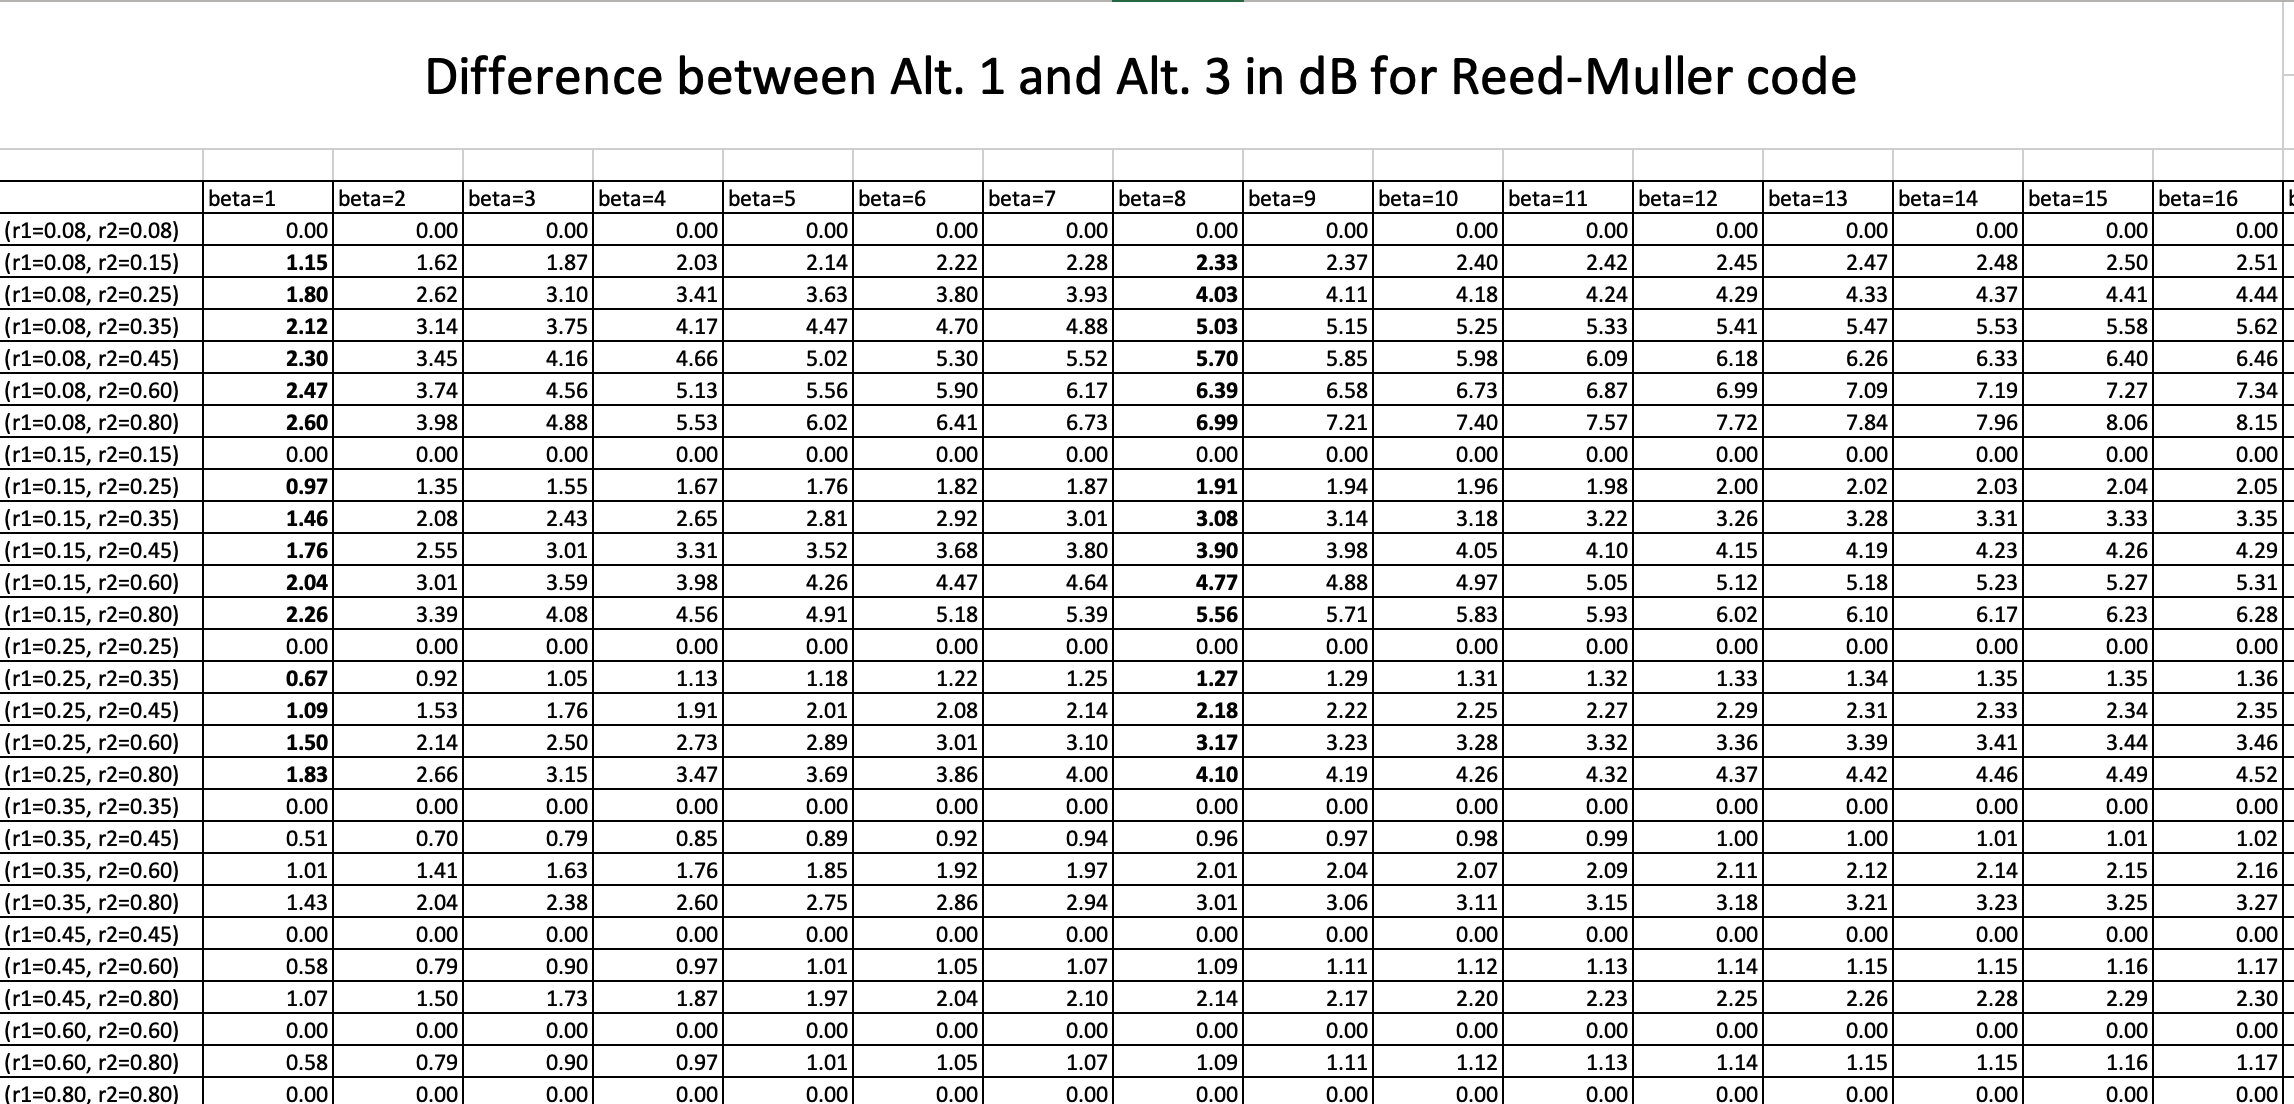 Difference between Alt. 1 and Alt. 3 in dB for Reed-Muller code
beta=1 beta=2 beta=3 beta=4 beta=5 beta=6 beta=7 beta=8 beta=9 beta=10 beta=11 beta=12 beta=13 beta=14 beta=15 beta=16
(r1=0.08, r2=0.08) 0.00 0.00 0.00 0.00 0.00 0.00 0.00 0.00 0.00 0.00 0.00 0.00 0.00 0.00 0.00 0.00
(r1=0.08, r2=0.15) 1.15 1.62 1.87 2.03 2.14 2.22 2.28 2.33 2.37 2.40 2.42 2.45 2.47 2.48 2.50 2.51
(r1=0.08, r2=0.25) 1.80 2.62 3.10 3.41 3.63 3.80 3.93 4.03 4.11 4.18 4.24 4.29 4.33 4.37 4.41 4.44
(r1=0.08, r2=0.35) 2.12 3.14 3.75 4.17 4.47 4.70 4.88 5.03 5.15 5.25 5.33 5.41 5.47 5.53 5.58 5.62
(r1=0.08, r2=0.45) 2.30 3.45 4.16 4.66 5.02 5.30 5.52 5.70 5.85 5.98 6.09 6.18 6.26 6.33 6.40 6.46
(r1=0.08, r2=0.60) 2.47 3.74 4.56 5.13 5.56 5.90 6.17 6.39 6.58 6.73 6.87 6.99 7.09 7.19 7.27 7.34
(r1=0.08, r2=0.80) 2.60 3.98 4.88 5.53 6.02 6.41 6.73 6.99 7.21 7.40 7.57 7.72 7.84 7.96 8.06 8.15
(r1=0.15, r2=0.15) 0.00 0.00 0.00 0.00 0.00 0.00 0.00 0.00 0.00 0.00 0.00 0.00 0.00 0.00 0.00 0.00
(r1=0.15, r2=0.25) 0.97 1.35 1.55 1.67 1.76 1.82 1.87 1.91 1.94 1.96 1.98 2.00 2.02 2.03 2.04 2.05
(r1=0.15, r2=0.35) 1.46 2.08 2.43 2.65 2.81 2.92 3.01 3.08 3.14 3.18 3.22 3.26 3.28 3.31 3.33 3.35
(r1=0.15, r2=0.45) 1.76 2.55 3.01 3.31 3.52 3.68 3.80 3.90 3.98 4.05 4.10 4.15 4.19 4.23 4.26 4.29
(r1=0.15, r2=0.60) 2.04 3.01 3.59 3.98 4.26 4.47 4.64 4.77 4.88 4.97 5.05 5.12 5.18 5.23 5.27 5.31
(r1=0.15, r2=0.80) 2.26 3.39 4.08 4.56 4.91 5.18 5.39 5.56 5.71 5.83 5.93 6.02 6.10 6.17 6.23 6.28
(r1=0.25, r2=0.25) 0.00 0.00 0.00 0.00 0.00 0.00 0.00 0.00 0.00 0.00 0.00 0.00 0.00 0.00 0.00 0.00
(r1=0.25, r2=0.35) 0.67 0.92 1.05 1.13 1.18 1.22 1.25 1.27 1.29 1.31 1.32 1.33 1.34 1.35 1.35 1.36
(r1=0.25, r2=0.45) 1.09 1.53 1.76 1.91 2.01 2.08 2.14 2.18 2.22 2.25 2.27 2.29 2.31 2.33 2.34 2.35
(r1=0.25, r2=0.60) 1.50 2.14 2.50 2.73 2.89 3.01 3.10 3.17 3.23 3.28 3.32 3.36 3.39 3.41 3.44 3.46
(r1=0.25, r2=0.80) 1.83 2.66 3.15 3.47 3.69 3.86 4.00 4.10 4.19 4.26 4.32 4.37 4.42 4.46 4.49 4.52
(r1=0.35, r2=0.35) 0.00 0.00 0.00 0.00 0.00 0.00 0.00 0.00 0.00 0.00 0.00 0.00 0.00 0.00 0.00 0.00
(r1=0.35, r2=0.45) 0.51 0.70 0.79 0.85 0.89 0.92 0.94 0.96 0.97 0.98 0.99 1.00 1.00 1.01 1.01 1.02
(r1=0.35, r2=0.60) 1.01 1.41 1.63 1.76 1.85 1.92 1.97 2.01 2.04 2.07 2.09 2.11 2.12 2.14 2.15 2.16
(r1=0.35, r2=0.80) 1.43 2.04 2.38 2.60 2.75 2.86 2.94 3.01 3.06 3.11 3.15 3.18 3.21 3.23 3.25 3.27
(r1=0.45, r2=0.45) 0.00 0.00 0.00 0.00 0.00 0.00 0.00 0.00 0.00 0.00 0.00 0.00 0.00 0.00 0.00 0.00
(r1=0.45, r2=0.60) 0.58 0.79 0.90 0.97 1.01 1.05 1.07 1.09 1.11 1.12 1.13 1.14 1.15 1.15 1.16 1.17
(r1=0.45, r2=0.80) 1.07 1.50 1.73 1.87 1.97 2.04 2.10 2.14 2.17 2.20 2.23 2.25 2.26 2.28 2.29 2.30
(r1=0.60, r2=0.60) 0.00 0.00 0.00 0.00 0.00 0.00 0.00 0.00 0.00 0.00 0.00 0.00 0.00 0.00 0.00 0.00
(r1=0.60, r2=0.80) 0.58 0.79 0.90 0.97 1.01 1.05 1.07 1.09 1.11 1.12 1.13 1.14 1.15 1.15 1.16 1.17
(r1=0.80, r2=0.80) 0.00 0.00 0.00 0.00 0.00 0.00 0.00 0.00 0.00 0.00 0.00 0.00 0.00 0.00 0.00 0.00